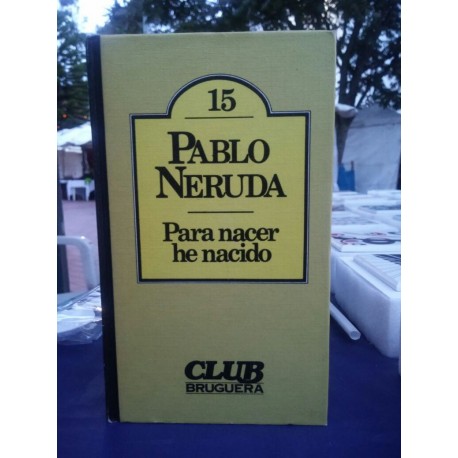 15
PABLO
NERUDA
Para nacer
he nacido
CLUB
BRUGUERA